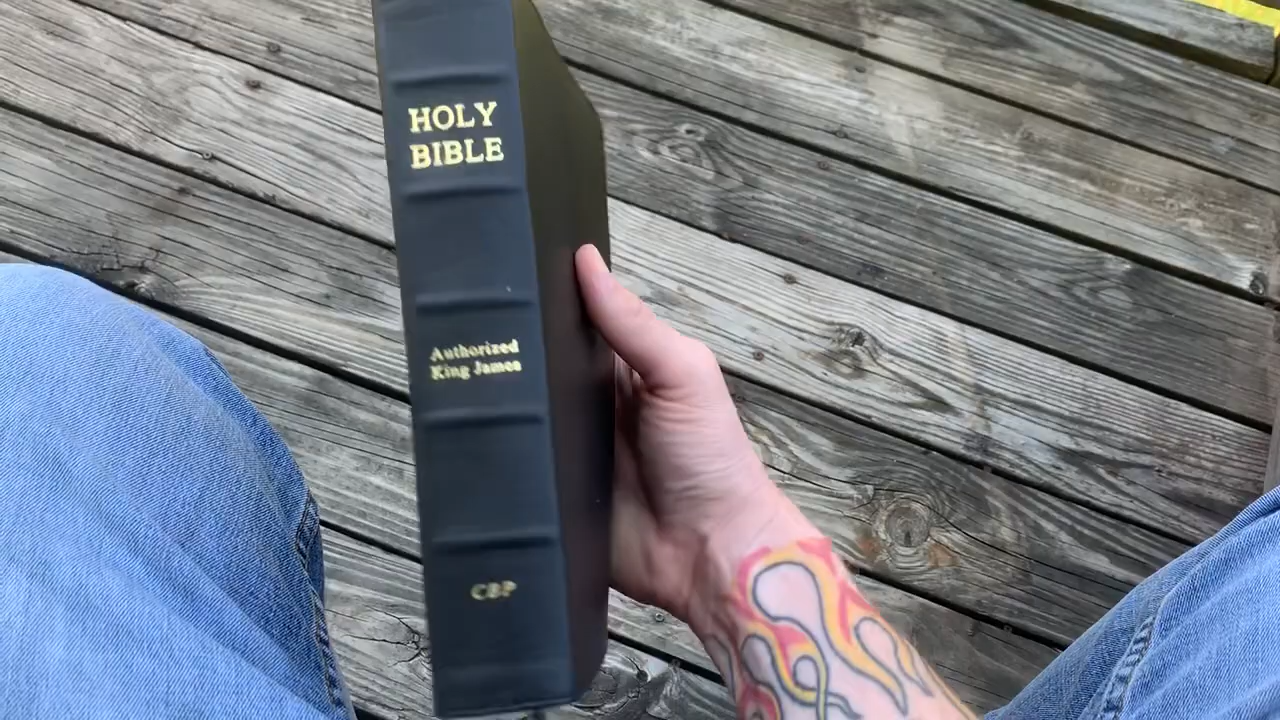 HOLY
BIBLE
Authorized
King James
CBP